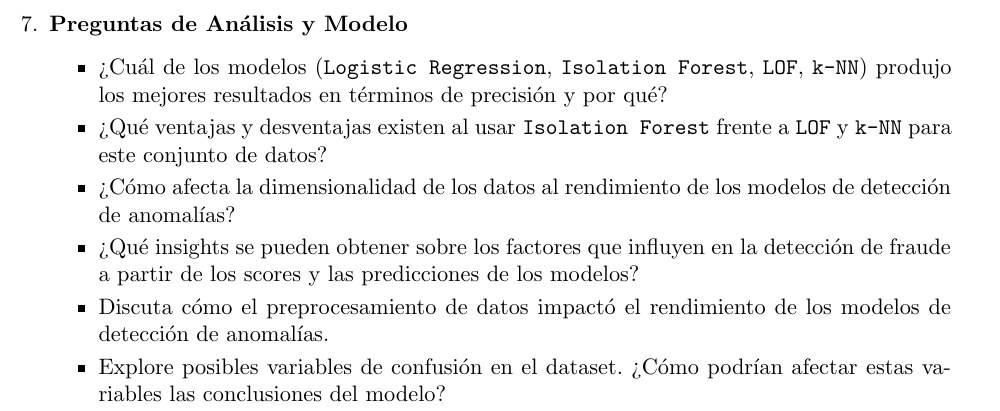 7. Preguntas de Análisis y Modelo
▪ ¿Cuál de los modelos (Logistic Regression, Isolation Forest, LOF, k-NN) produjo
los mejores resultados en términos de precisión y por qué?
▪ ¿Qué ventajas y desventajas existen al usar Isolation Forest frente a LOF y k-NN para
este conjunto de datos?
▪ ¿Cómo afecta la dimensionalidad de los datos al rendimiento de los modelos de detección
de anomalías?
▪ ¿Qué insights se pueden obtener sobre los factores que influyen en la detección de fraude
a partir de los scores y las predicciones de los modelos?
▪ Discuta cómo el preprocesamiento de datos impactó el rendimiento de los modelos de
detección de anomalías.
▪ Explore posibles variables de confusión en el dataset. ¿Cómo podrían afectar estas va-
riables las conclusiones del modelo?